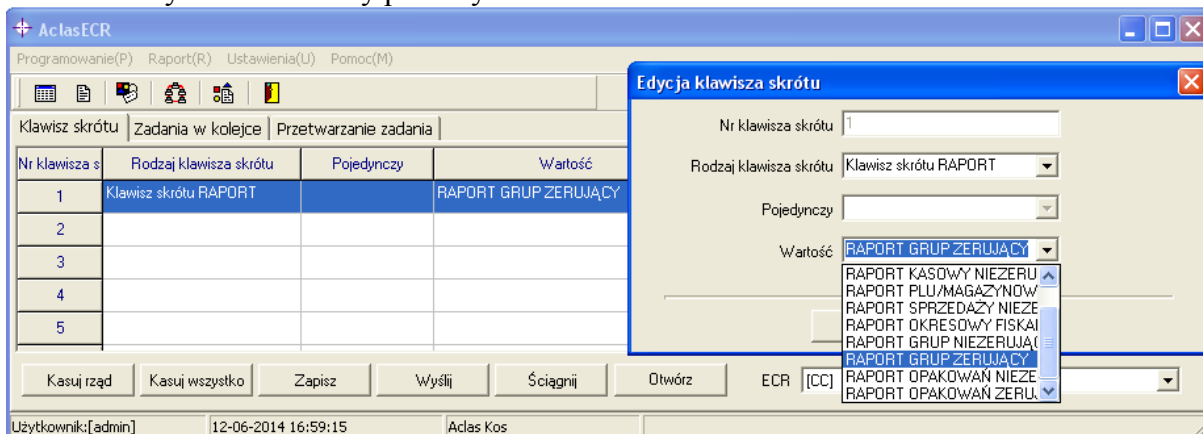 AclasECR
Programowanie(P) Raport(R) Ustawienia(U) Pomoc(M)
Klawisz skrótu Zadania w kolejce Przetwarzanie zadania
Nr klawisza s Rodzaj klawisza skrótu Pojedynczy Wartość
1 Klawisz skrótu RAPORT RAPORT GRUP ZERUJĄCY
2
3
4
5
Kasuj rząd Kasuj wszystko Zapisz Wyślij Ściągnij Otwórz ECR [CC]
Użytkownik:[admin] 12-06-2014 16:59:15 Aclas Kos
Edycja klawisza skrótu
Nr klawisza skrótu 1
Rodzaj klawisza skrótu Klawisz skrótu RAPORT
Pojedynczy
Wartość RAPORT GRUP ZERUJĄCY
RAPORT KASOWY NIEZERU
RAPORT PLU/MAGAZYNOW
RAPORT SPRZEDAŻY NIEZE
RAPORT OKRESOWY FISKAL
RAPORT GRUP NIEZERUJĄC
RAPORT GRUP ZERUJĄCY
RAPORT OPAKOWAŃ NIEZE
RAPORT OPAKOWAŃ ZERUJ